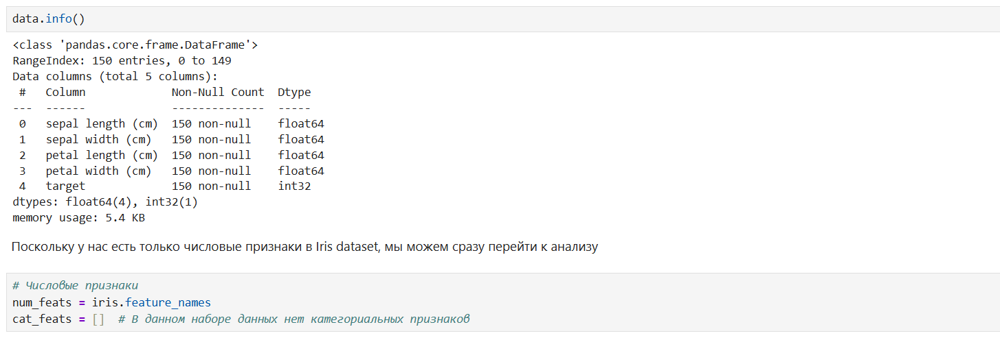 data.info()
<class 'pandas.core.frame.DataFrame'>
RangeIndex: 150 entries, 0 to 149
Data columns (total 5 columns):
 #   Column             Non-Null Count  Dtype
---  ------             --------------  -----
 0   sepal length (cm)  150 non-null    float64
 1   sepal width (cm)   150 non-null    float64
 2   petal length (cm)  150 non-null    float64
 3   petal width (cm)   150 non-null    float64
 4   target             150 non-null    int32
dtypes: float64(4), int32(1)
memory usage: 5.4 KB
Поскольку у нас есть только числовые признаки в Iris dataset, мы можем сразу перейти к анализу
# Числовые признаки
num_feats = iris.feature_names
cat_feats = []  # В данном наборе данных нет категориальных признаков